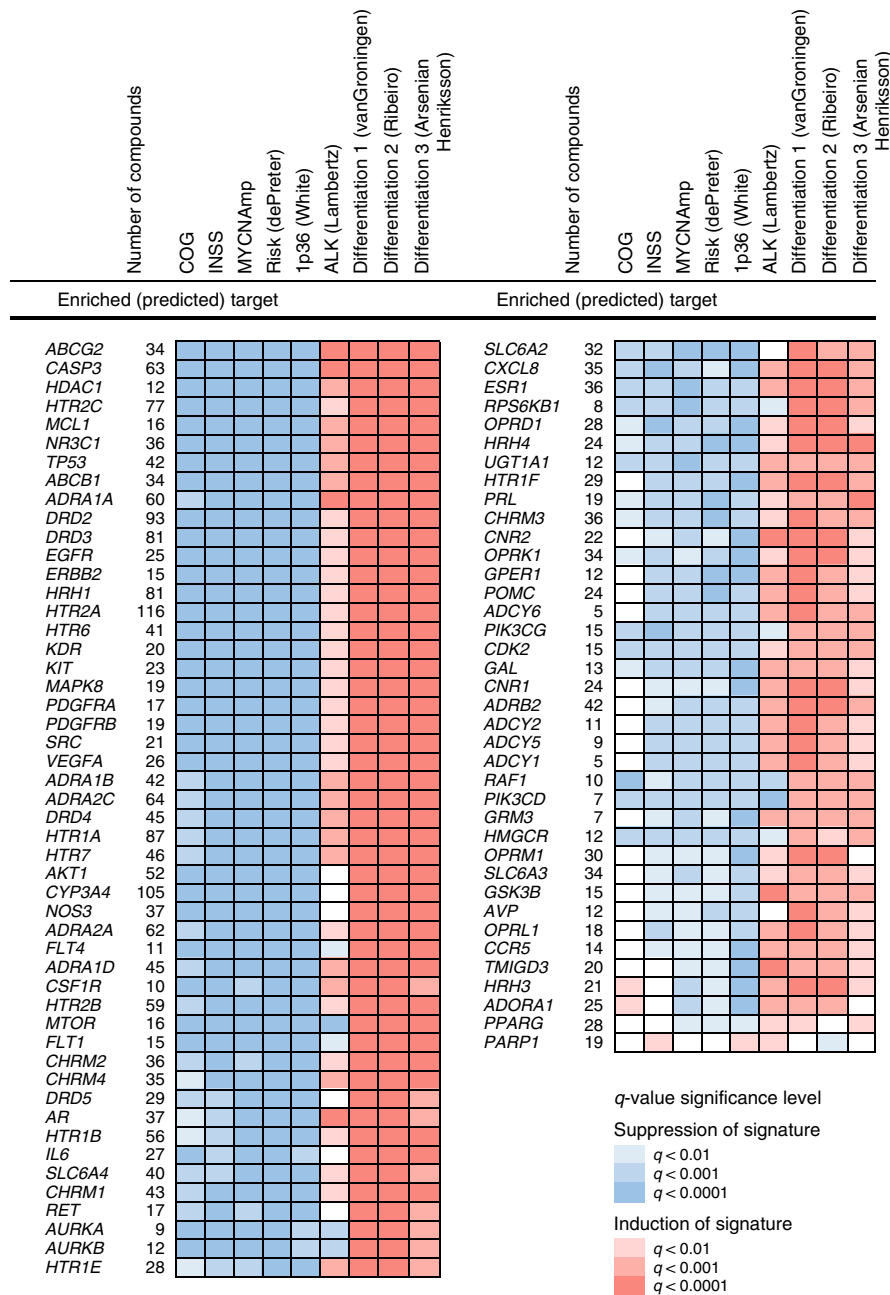 Number of compounds
COG
INSS
MYCNAmp
Risk (dePreter)
1p36 (White)
ALK (Lambertz)
Differentiation 1 (vanGroningen)
Differentiation 2 (Ribeiro)
Differentiation 3 (Arsenian
Henriksson)
Enriched (predicted) target
ABCG2 34
CASP3 63
HDAC1 12
HTR2C 77
MCL1 16
NR3C1 36
TP53 42
ABCB1 34
ADRA1A 60
DRD2 93
DRD3 81
EGFR 25
ERBB2 15
HRH1 81
HTR2A 116
HTR6 41
KDR 20
KIT 23
MAPK8 19
PDGFRA 17
PDGFRB 19
SRC 21
VEGFA 26
ADRA1B 42
ADRA2C 64
DRD4 45
HTR1A 87
HTR7 46
AKT1 52
CYP3A4 105
NOS3 37
ADRA2A 62
FLT4 11
ADRA1D 45
CSF1R 10
HTR2B 59
MTOR 16
FLT1 15
CHRM2 36
CHRM4 35
DRD5 29
AR 37
HTR1B 56
IL6 27
SLC6A4 40
CHRM1 43
RET 17
AURKA 9
AURKB 12
HTR1E 28
Number of compounds
COG
INSS
MYCNAmp
Risk (dePreter)
1p36 (White)
ALK (Lambertz)
Differentiation 1 (vanGroningen)
Differentiation 2 (Ribeiro)
Differentiation 3 (Arsenian
Henriksson)
Enriched (predicted) target
SLC6A2 32
CXCL8 35
ESR1 36
RPS6KB1 8
OPRD1 28
HRH4 24
UGT1A1 12
HTR1F 29
PRL 19
CHRM3 36
CNR2 22
OPRK1 34
GPER1 12
POMC 24
ADCY6 5
PIK3CG 15
CDK2 15
GAL 13
CNR1 24
ADRB2 42
ADCY2 11
ADCY5 9
ADCY1 5
RAF1 10
PIK3CD 7
GRM3 7
HMGCR 12
OPRM1 30
SLC6A3 34
GSK3B 15
AVP 12
OPRL1 18
CCR5 14
TMIGD3 20
HRH3 21
ADORA1 25
PPARG 28
PARP1 19
q-value significance level
Suppression of signature
q < 0.01
q < 0.001
q < 0.0001
Induction of signature
q < 0.01
q < 0.001
q < 0.0001